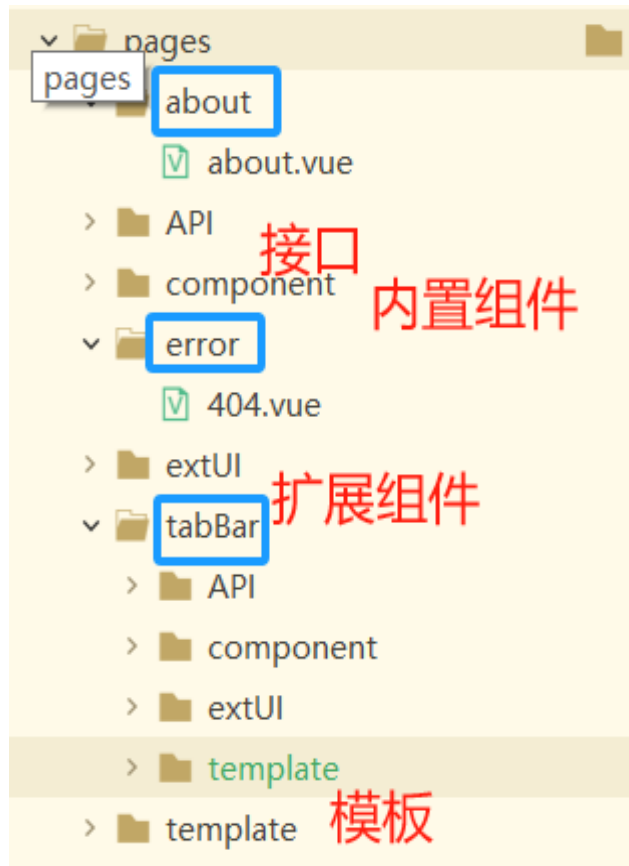 pages
pages
about
about.vue
API
接口
component
内置组件
error
404.vue
extUI
扩展组件
tabBar
API
component
extUI
template
template
模板